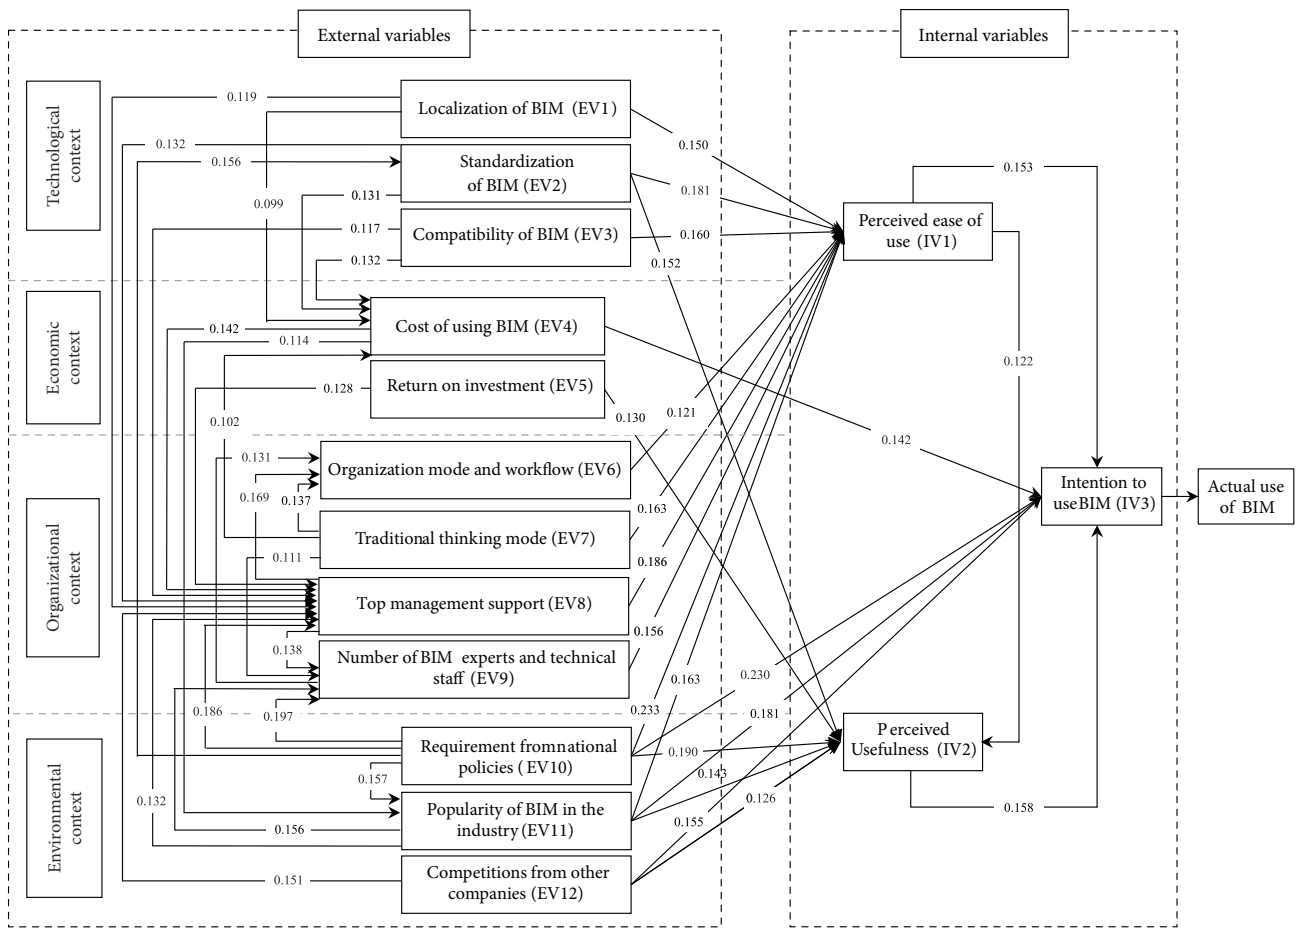 External variables
Internal variables
Technological
context
Economic
context
Organizational
context
Environmental
context
Localization of BIM (EV1)
Standardization
of BIM (EV2)
Compatibility of BIM (EV3)
Cost of using BIM (EV4)
Return on investment (EV5)
Organization mode and workflow (EV6)
Traditional thinking mode (EV7)
Top management support (EV8)
Number of BIM experts and technical
staff (EV9)
Requirement fromnational
policies (EV10)
Popularity of BIM in the
industry (EV11)
Competitions from other
companies (EV12)
Perceived ease of
use (IV1)
Intention to
useBIM (IV3)
Actual use
of BIM
Perceived
Usefulness (IV2)
0.119
0.132
0.156
0.099
0.131
0.117
0.132
0.142
0.114
0.128
0.102
0.131
0.169
0.137
0.111
0.138
0.186
0.197
0.157
0.132
0.156
0.151
0.150
0.181
0.160
0.152
0.130
0.121
0.163
0.186
0.156
0.163
0.233
0.230
0.181
0.190
0.143
0.126
0.155
0.142
0.153
0.122
0.158